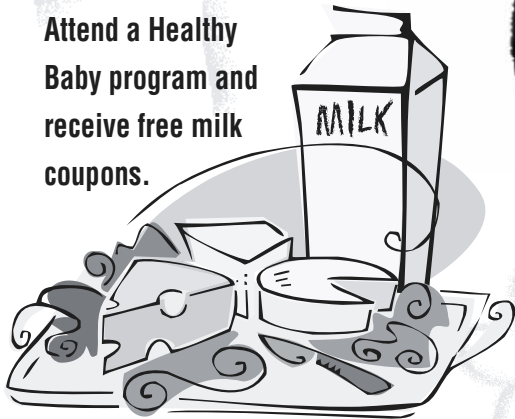 Attend a Healthy
Baby program and
receive free milk
coupons.
MILK